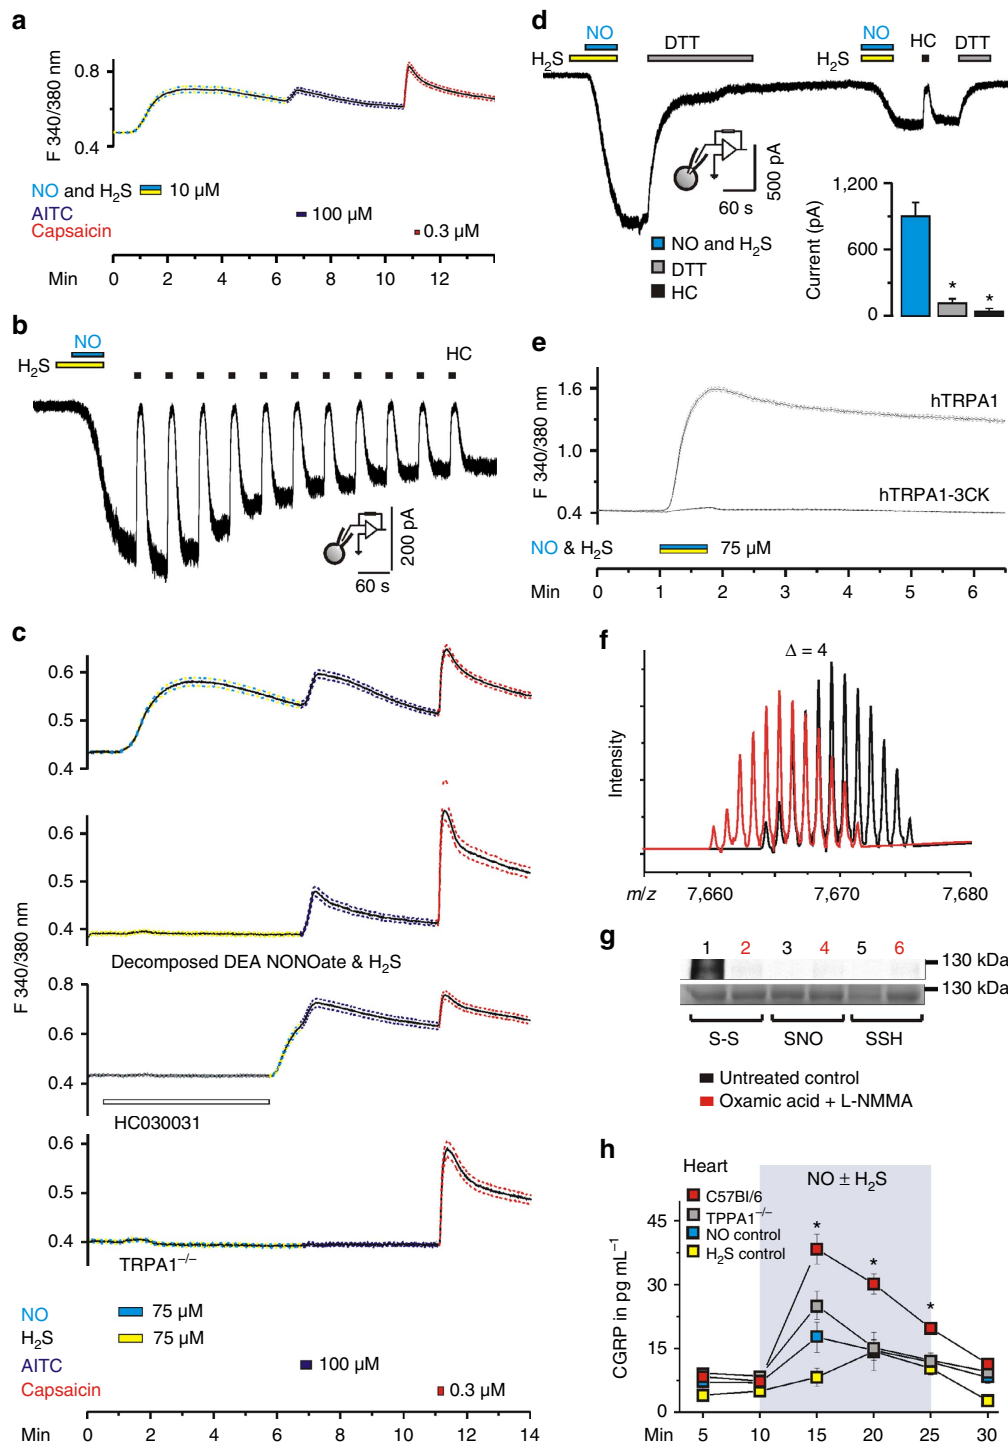 a
F 340/380 nm
0.8
0.4
NO and H₂S
10 µM
AITC
100 µM
Capsaicin
0.3 µM
Min
0 2 4 6 8 10 12
b
NO
H₂S
HC
200 pA
60 s
c
F 340/380 nm
0.6
0.5
0.4
0.6
0.5
0.4
Decomposed DEA NONOate & H₂S
0.8
0.6
0.4
HC030031
0.6
0.5
0.4
TRPA1⁻/⁻
NO
75 µM
H₂S
75 µM
AITC
100 µM
Capsaicin
0.3 µM
Min
0 2 4 6 8 10 12 14
d
NO
H₂S
DTT
NO
H₂S
HC
DTT
500 pA
60 s
NO and H₂S
DTT
HC
Current (pA)
1,200
600
0
* *
e
F 340/380 nm
1.6
1.0
0.4
hTRPA1
hTRPA1-3CK
NO & H₂S
75 µM
Min
0 1 2 3 4 5 6
f
Δ = 4
Intensity
m/z
7,660 7,670 7,680
g
1 2 3 4 5 6
130 kDa
130 kDa
S-S SNO SSH
Untreated control
Oxamic acid + L-NMMA
h
Heart
NO ± H₂S
C57Bl/6
TPPA1⁻/⁻
NO control
H₂S control
CGRP in pg mL⁻¹
45
30
15
0
* * *
Min
5 10 15 20 25 30